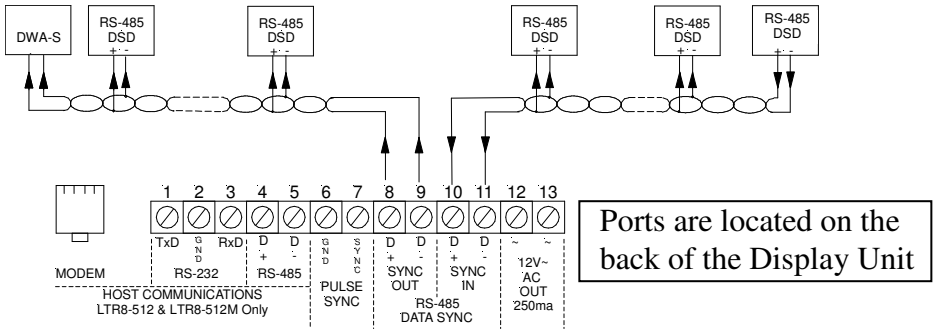 DWA-S
RS-485
DSD
+ -
RS-485
DSD
+ -
RS-485
DSD
+ -
RS-485
DSD
+ -
RS-485
DSD
+ -
1 2 3 4 5 6 7 8 9 10 11 12 13
TxD GND RxD D + D - GND SYNC D + D - D + D - ~ ~
MODEM
RS-232
RS-485
PULSE
SYNC
SYNC
OUT
SYNC
IN
12V~
AC
OUT
250ma
RS-485
DATA SYNC
HOST COMMUNICATIONS
LTR8-512 & LTR8-512M Only
Ports are located on the
back of the Display Unit